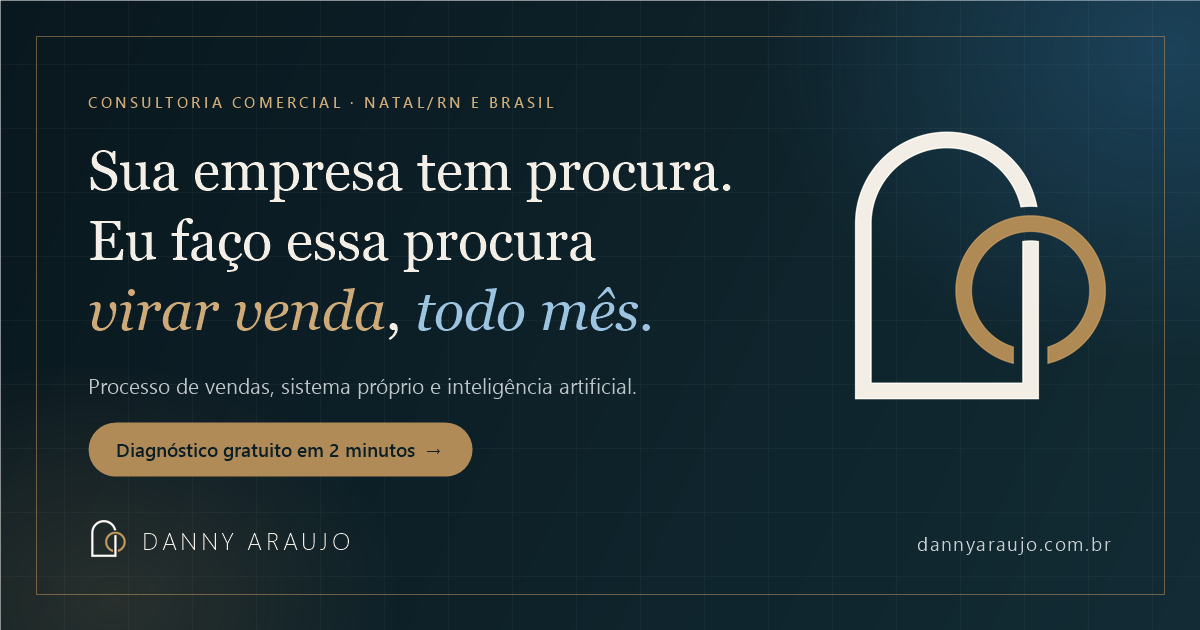 CONSULTORIA COMERCIAL · NATAL/RN E BRASIL
Sua empresa tem procura.
Eu faço essa procura
virar venda, todo mês.
Processo de vendas, sistema próprio e inteligência artificial.
Diagnóstico gratuito em 2 minutos →
DANNY ARAUJO
dannyaraujo.com.br